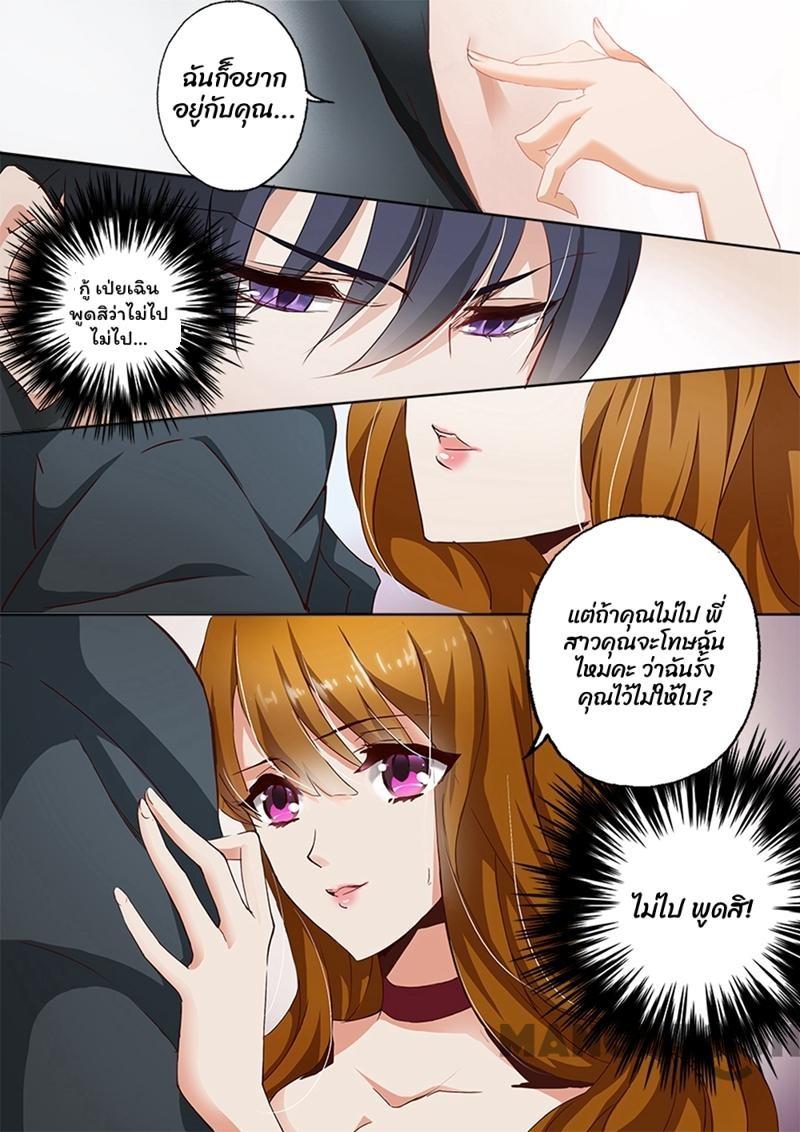 ฉันก็อยาก
อยู่กับคุณ...
กู้ เป่ยเฉิน
พูดสิว่าไม่ไป
ไม่ไป...
แต่ถ้าคุณไม่ไป พี่
สาวคุณจะโทษฉัน
ไหมคะ ว่าฉันรั้ง
คุณไว้ไม่ให้ไป?
ไม่ไป พูดสิ!